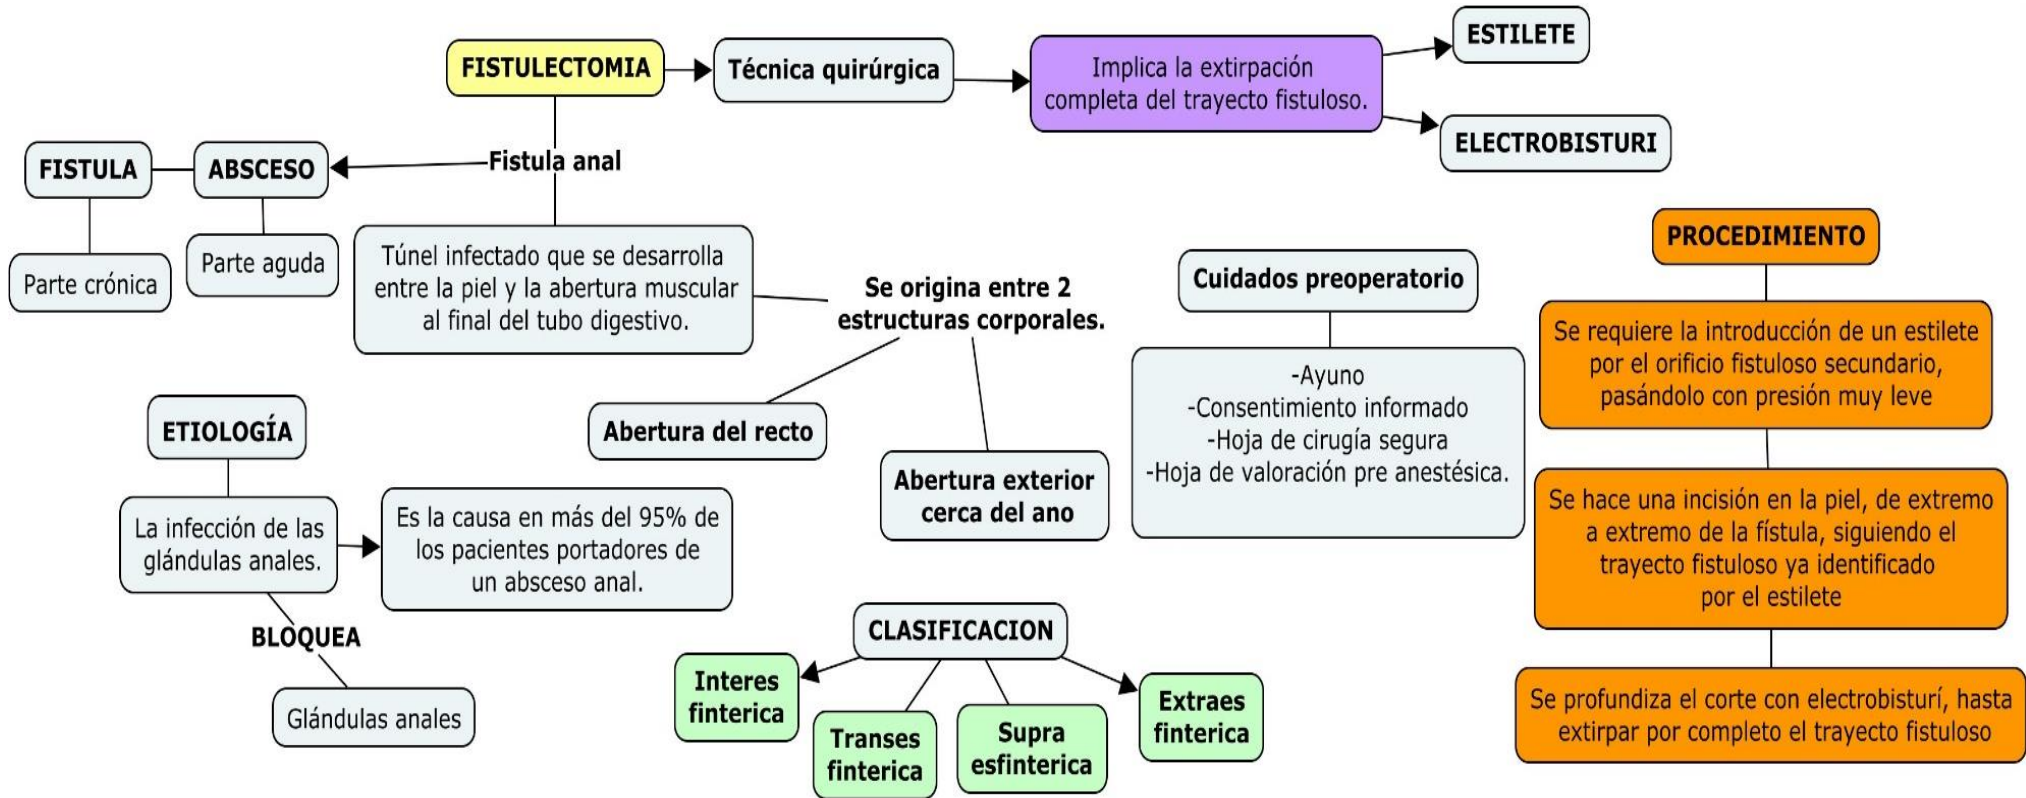 FISTULECTOMIA
Técnica quirúrgica
Implica la extirpación
completa del trayecto fistuloso.
ESTILETE
ELECTROBISTURI
Fistula anal
ABSCESO
FISTULA
Parte crónica
Parte aguda
Túnel infectado que se desarrolla
entre la piel y la abertura muscular
al final del tubo digestivo.
Se origina entre 2
estructuras corporales.
Abertura del recto
Abertura exterior
cerca del ano
Cuidados preoperatorio
-Ayuno
-Consentimiento informado
-Hoja de cirugía segura
-Hoja de valoración pre anestésica.
PROCEDIMIENTO
Se requiere la introducción de un estilete
por el orificio fistuloso secundario,
pasándolo con presión muy leve
Se hace una incisión en la piel, de extremo
a extremo de la fístula, siguiendo el
trayecto fistuloso ya identificado
por el estilete
Se profundiza el corte con electrobisturí, hasta
extirpar por completo el trayecto fistuloso
ETIOLOGÍA
La infección de las
glándulas anales.
Es la causa en más del 95% de
los pacientes portadores de
un absceso anal.
BLOQUEA
Glándulas anales
CLASIFICACION
Interes
finterica
Transes
finterica
Supra
esfinterica
Extraes
finterica